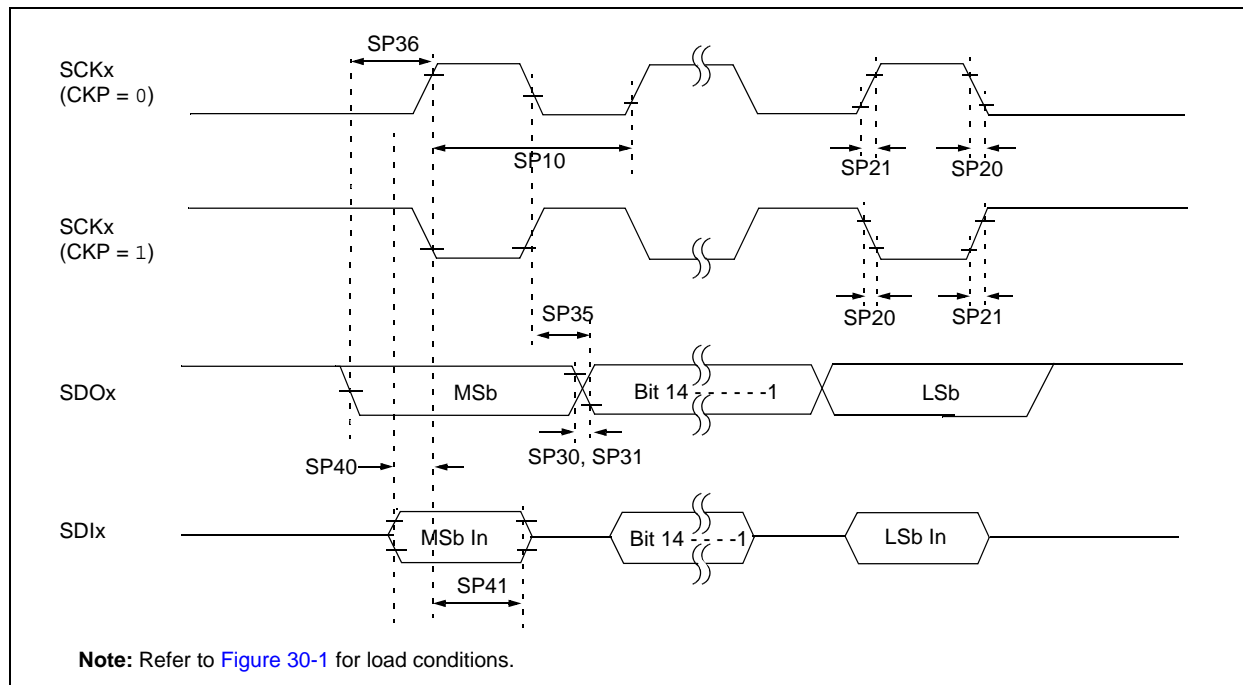 SP36
SCKx
(CKP = 0)
SP10
SP21
SP20
SCKx
(CKP = 1)
SP35
SP20
SP21
SDOx
MSb
Bit 14 - - - - - -1
LSb
SP40
SP30, SP31
SDIx
MSb In
Bit 14 - - - - -1
LSb In
SP41
Note: Refer to Figure 30-1 for load conditions.